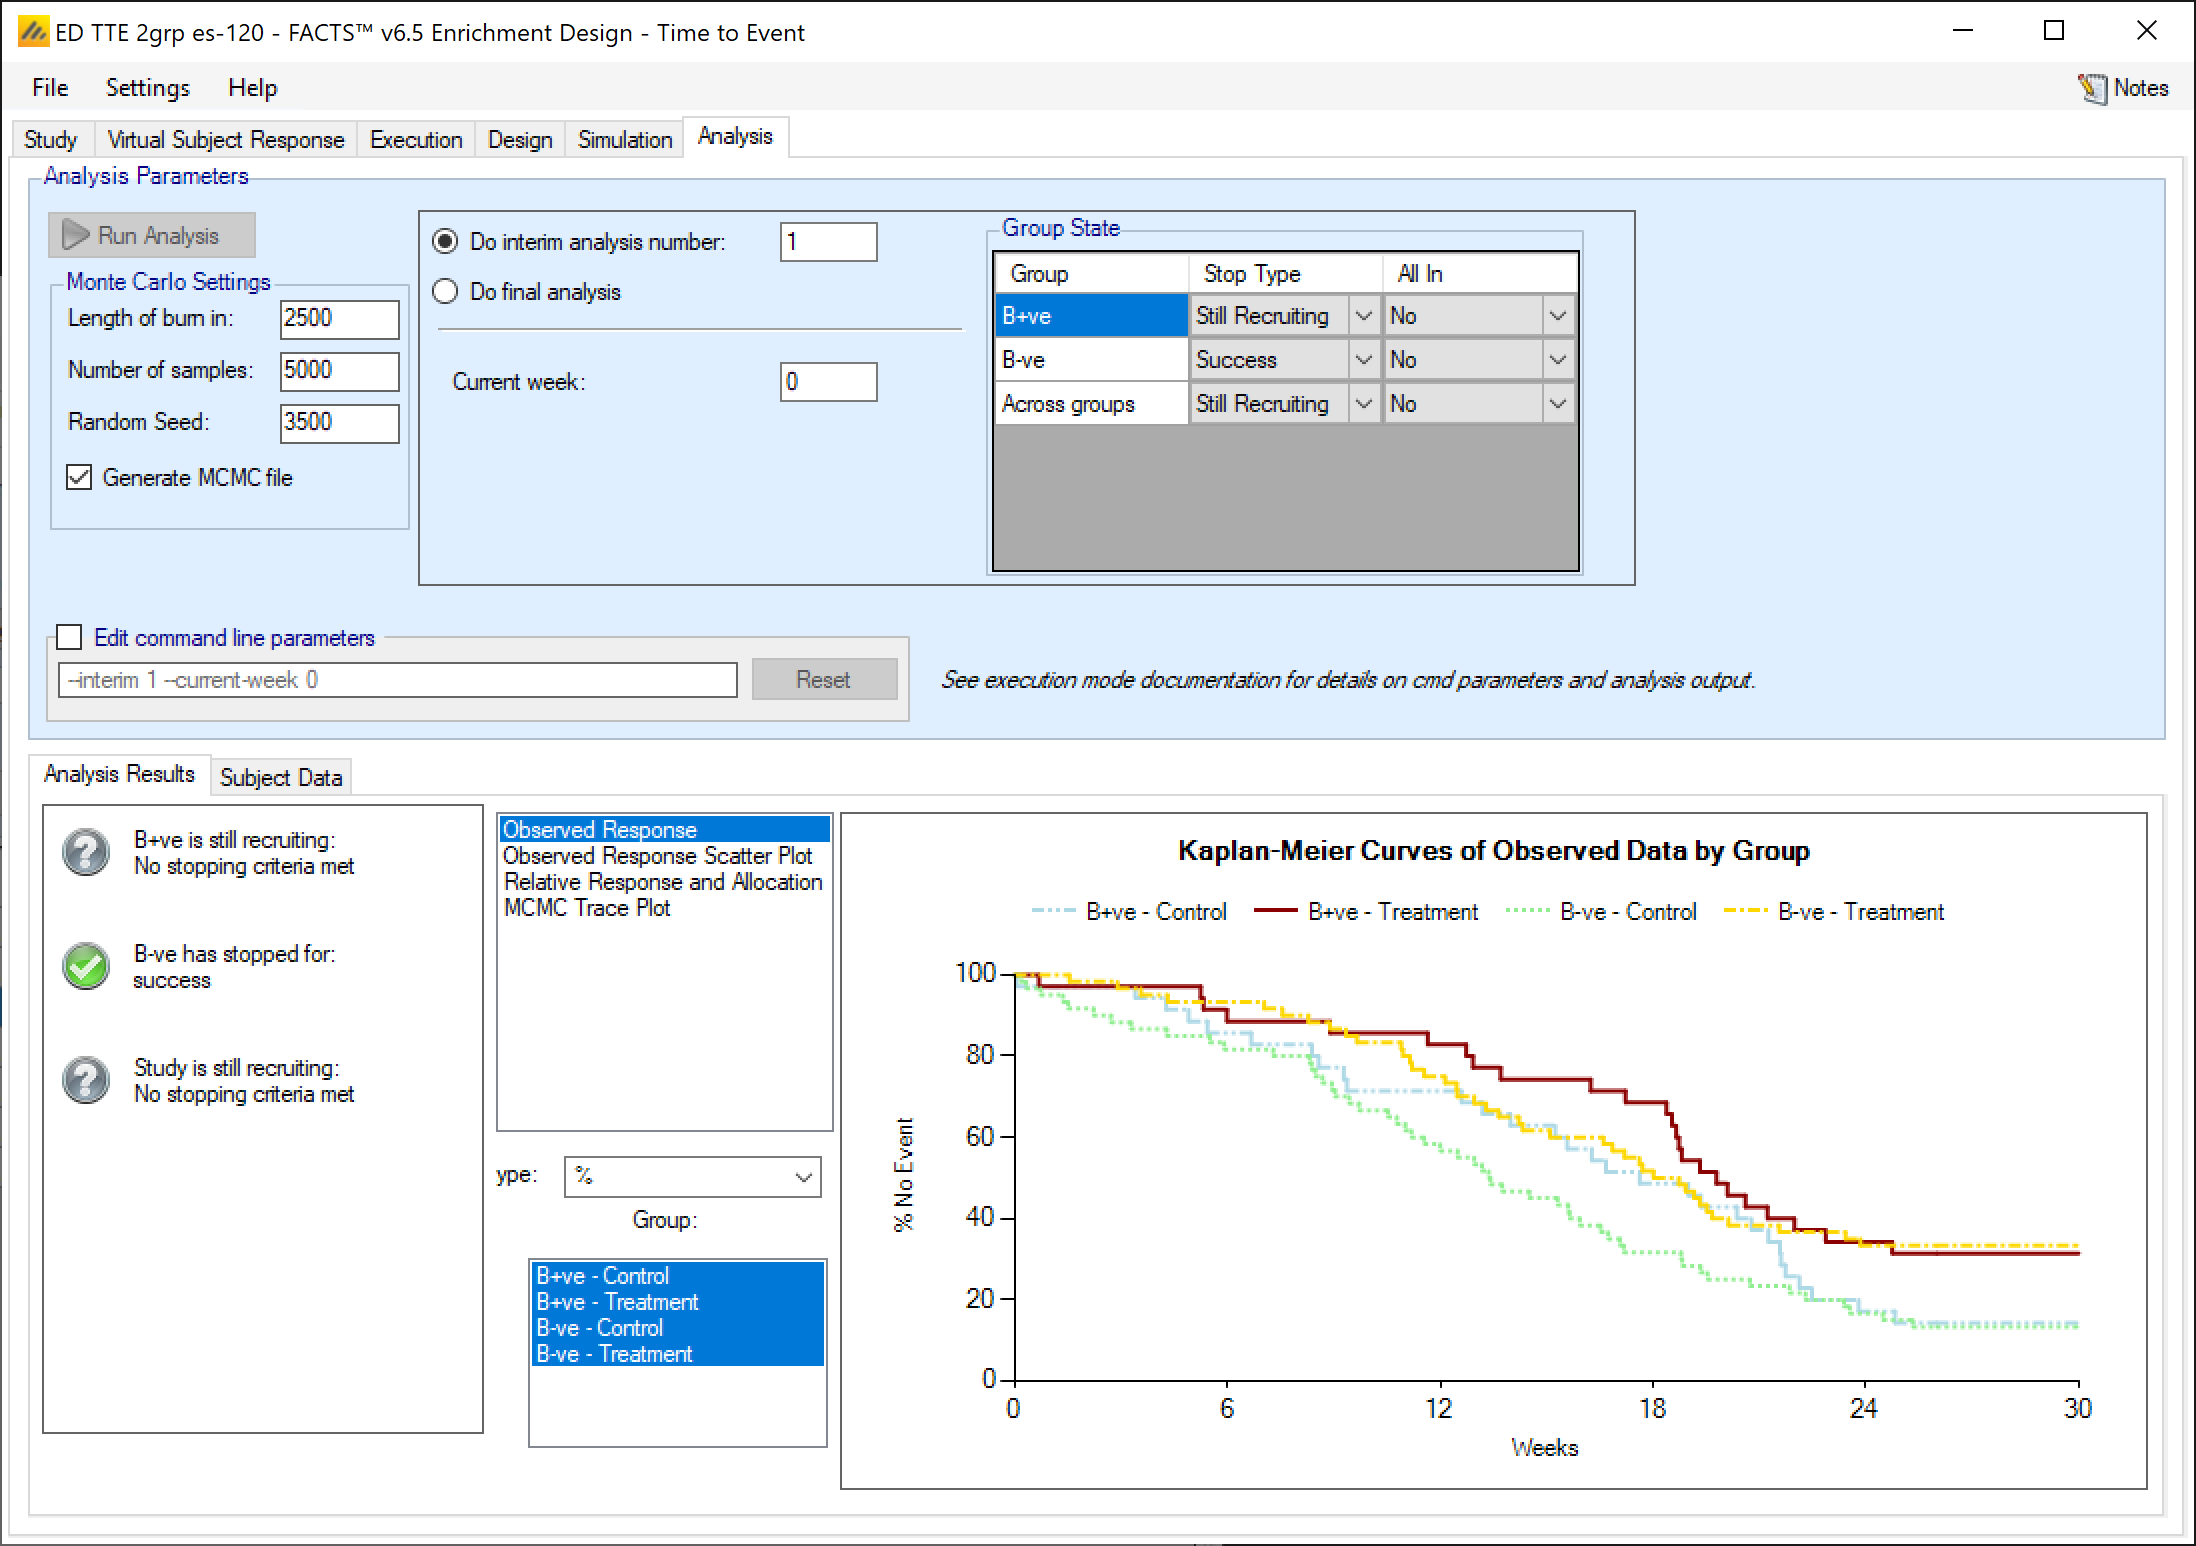 ED TTE 2grp es-120 - FACTS™ v6.5 Enrichment Design - Time to Event
File Settings Help Notes
Study Virtual Subject Response Execution Design Simulation Analysis
Analysis Parameters
Run Analysis
Monte Carlo Settings
Length of burn in: 2500
Number of samples: 5000
Random Seed: 3500
Generate MCMC file
Do interim analysis number: 1
Do final analysis
Current week: 0
Group State
Group Stop Type All In
B+ve Still Recruiting No
B-ve Success No
Across groups Still Recruiting No
Edit command line parameters
--interim 1 --current-week 0
Reset
See execution mode documentation for details on cmd parameters and analysis output.
Analysis Results Subject Data
B+ve is still recruiting:
No stopping criteria met
B-ve has stopped for:
success
Study is still recruiting:
No stopping criteria met
Observed Response
Observed Response Scatter Plot
Relative Response and Allocation
MCMC Trace Plot
ype: %
Group:
B+ve - Control
B+ve - Treatment
B-ve - Control
B-ve - Treatment
Kaplan-Meier Curves of Observed Data by Group
B+ve - Control B+ve - Treatment B-ve - Control B-ve - Treatment
% No Event
100
80
60
40
20
0
0 6 12 18 24 30
Weeks